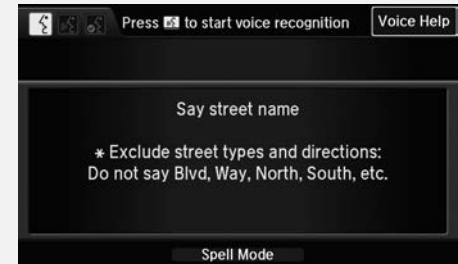 Press to start voice recognition
Voice Help
Say street name
* Exclude street types and directions:
Do not say Blvd, Way, North, South, etc.
Spell Mode